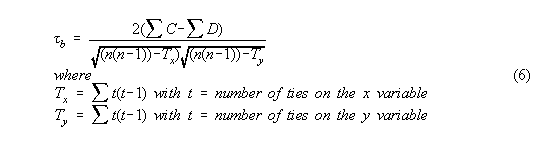 τ_b = 2(∑C−∑D) / √(n(n−1))−T_x) √((n(n−1))−T_y
where
T_x = ∑ t(t−1) with t = number of ties on the x variable (6)
T_y = ∑ t(t−1) with t = number of ties on the y variable